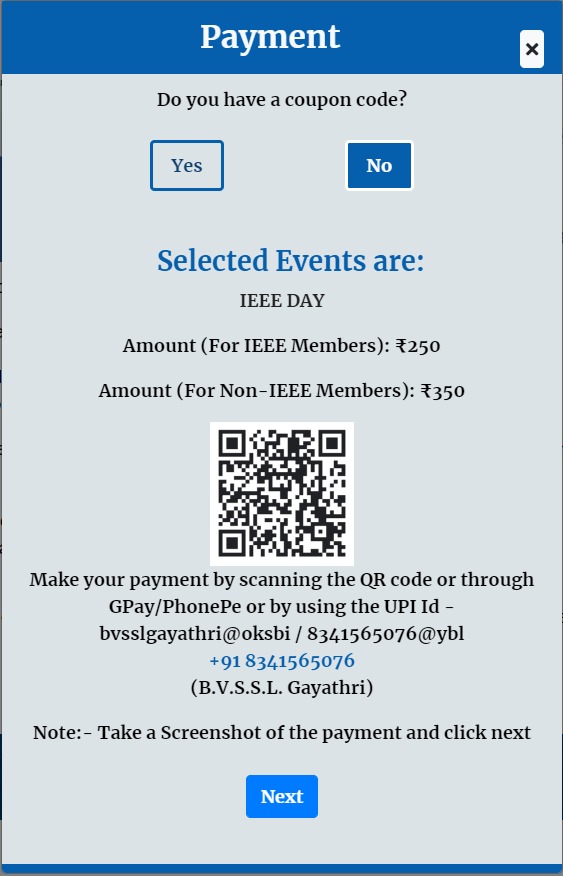 Payment
×
Do you have a coupon code?
Yes
No
Selected Events are:
IEEE DAY
Amount (For IEEE Members): ₹250
Amount (For Non-IEEE Members): ₹350
Make your payment by scanning the QR code or through
GPay/PhonePe or by using the UPI Id -
bvsslgayathri@oksbi / 8341565076@ybl
+91 8341565076
(B.V.S.S.L. Gayathri)
Note:- Take a Screenshot of the payment and click next
Next